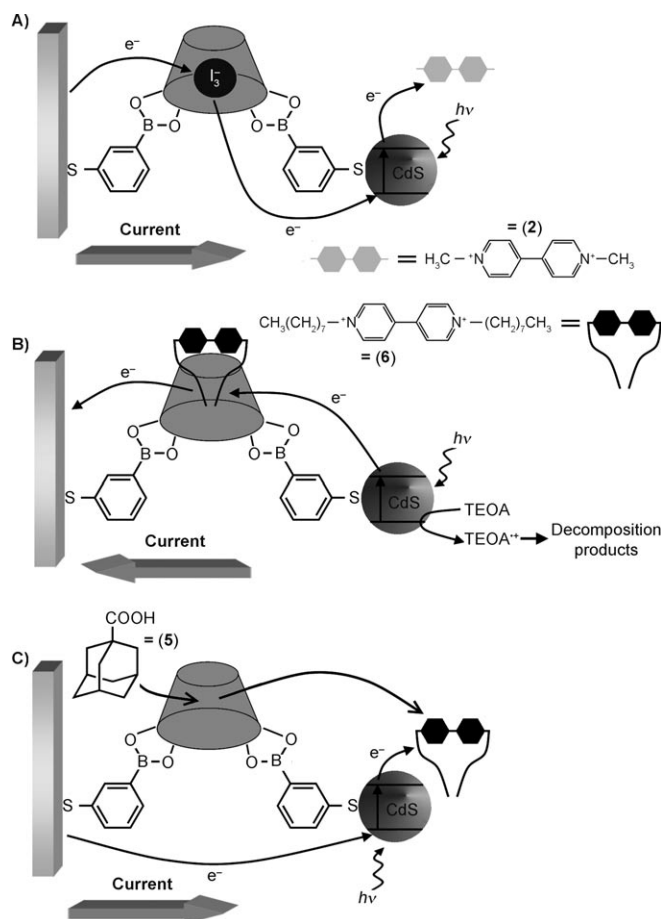 A)
e⁻
I₃⁻
e⁻
hν
O O
B B
O O
S S
CdS
e⁻
Current
= (2)
= H₃C–⁺N N⁺–CH₃
CH₃(CH₂)₇–⁺N N⁺–(CH₂)₇CH₃ =
= (6)
B)
e⁻ e⁻
hν
O O
B B
O O
S S
CdS
TEOA
TEOA•⁺ → Decomposition
products
Current
C)
COOH
= (5)
O O
B B
O O
S S
e⁻
CdS
e⁻
hν
Current